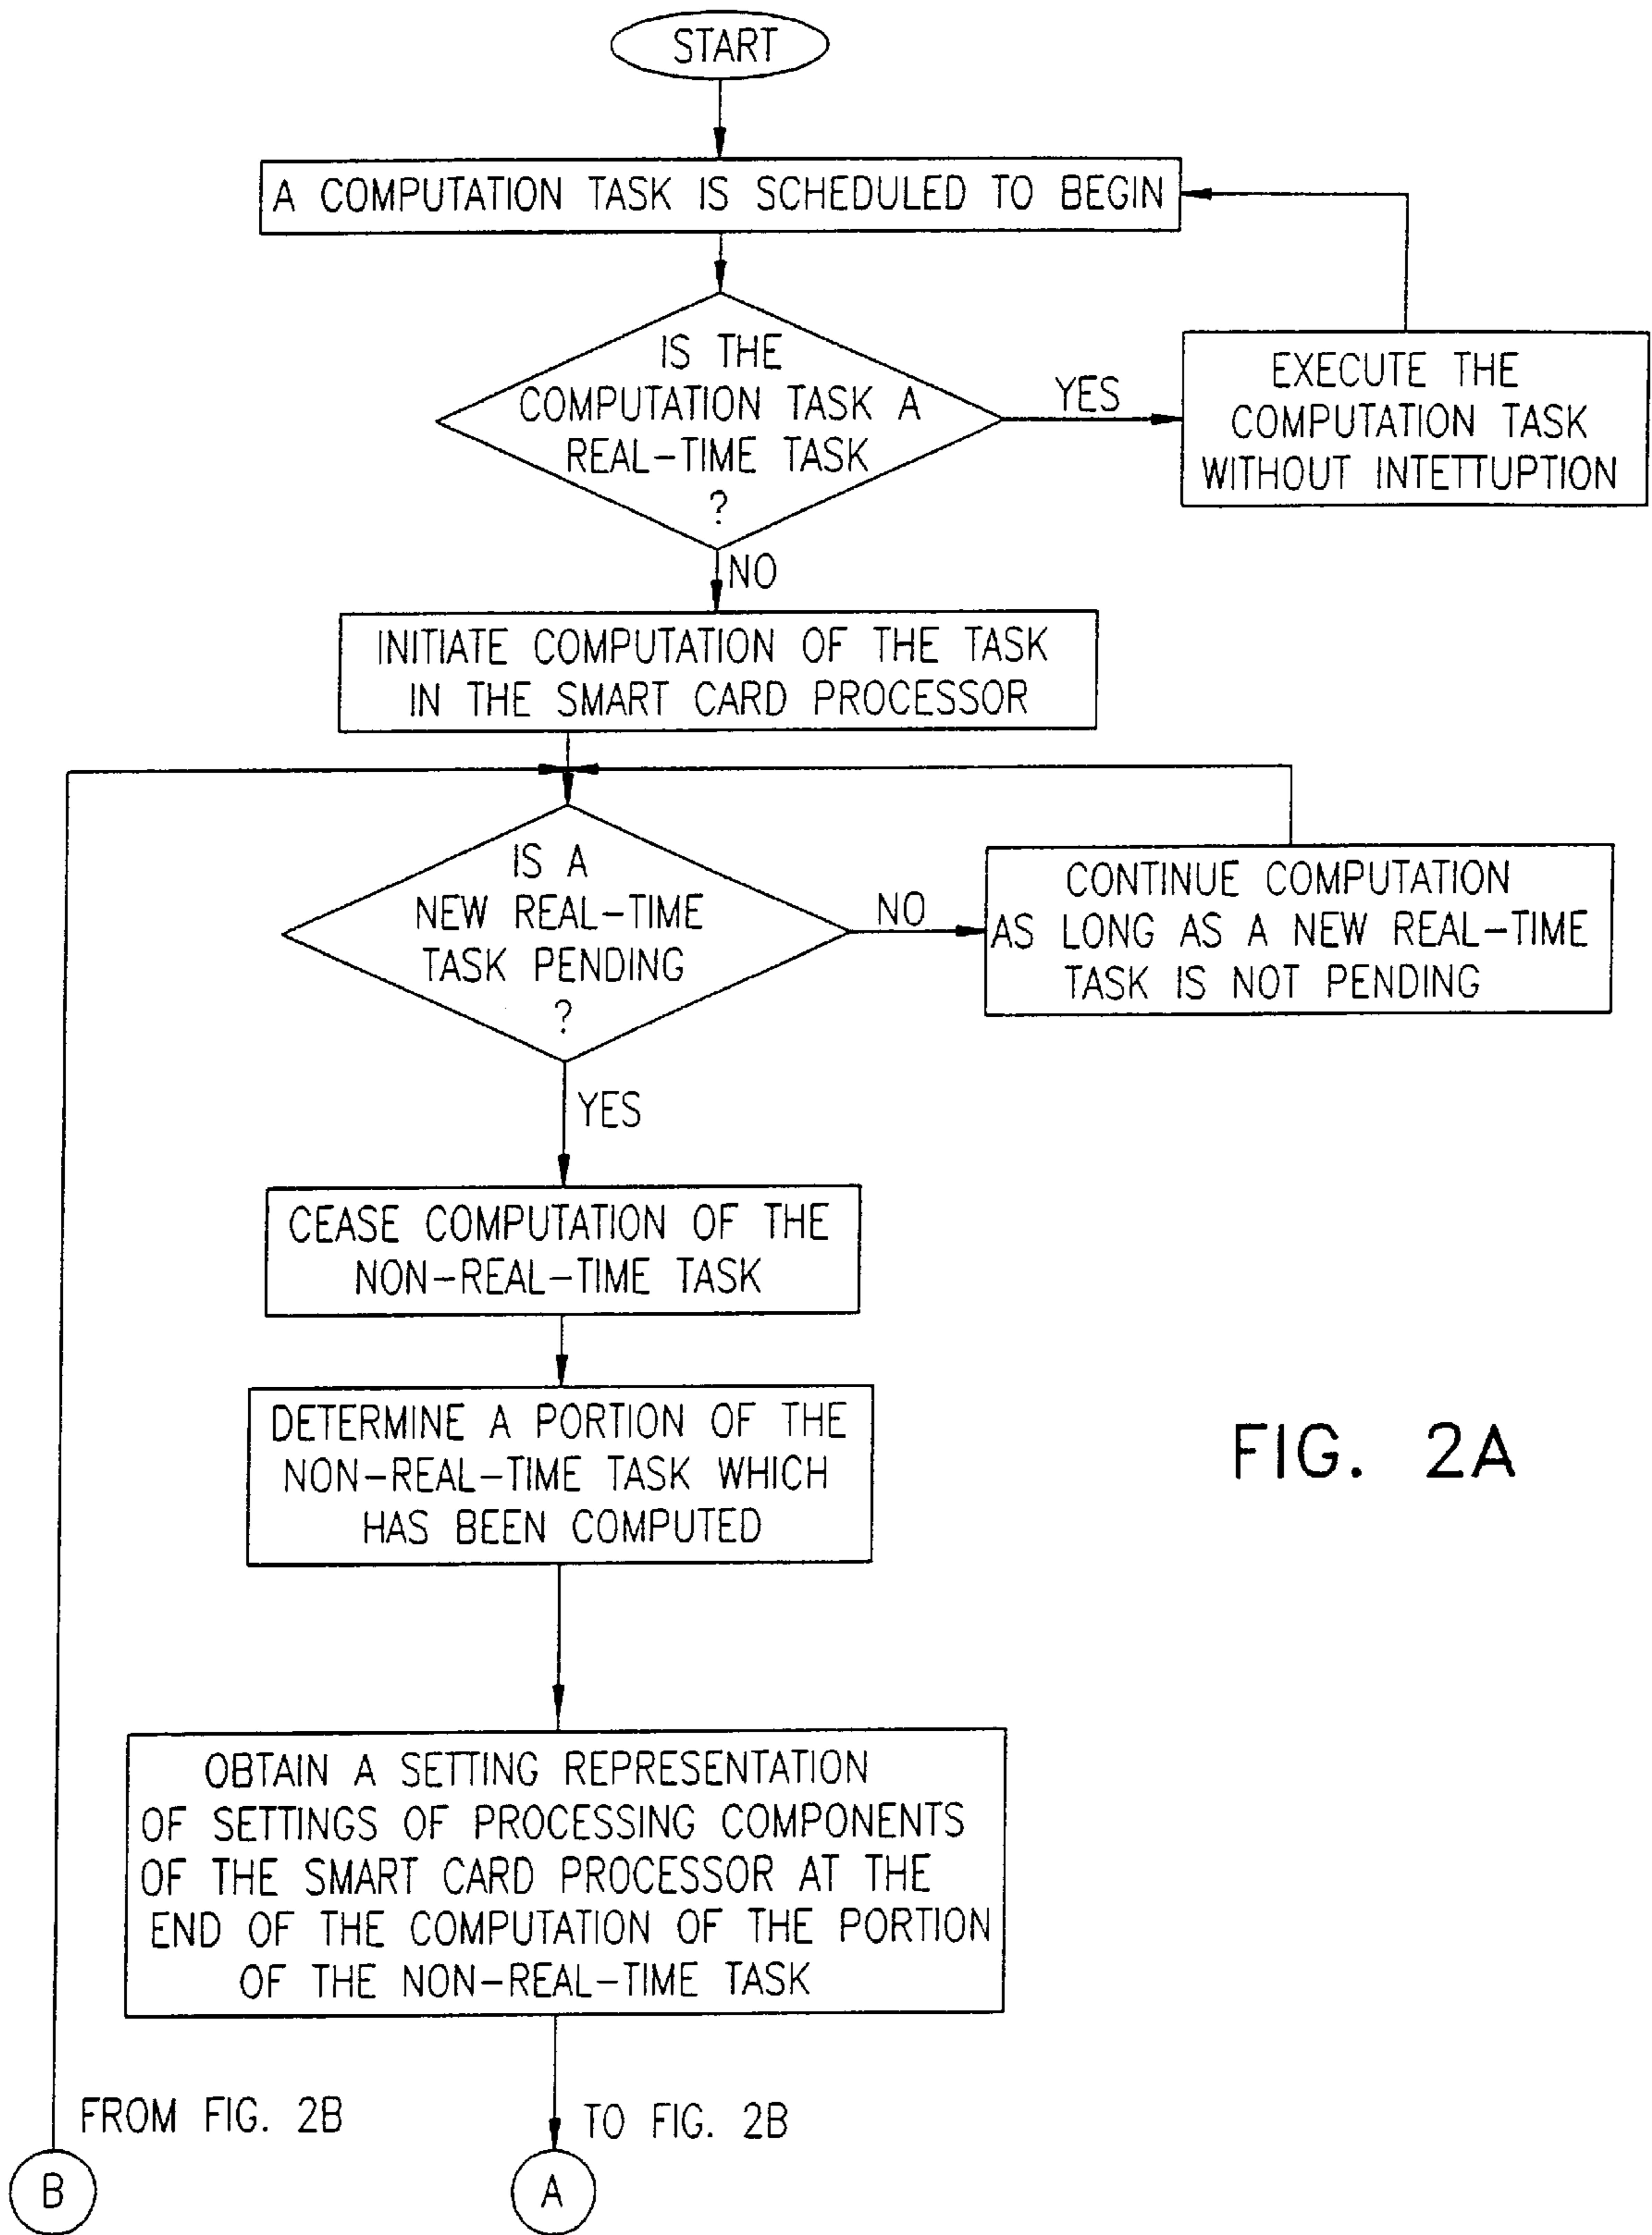 START
A COMPUTATION TASK IS SCHEDULED TO BEGIN
IS THE
COMPUTATION TASK A
REAL-TIME TASK
?
YES
EXECUTE THE
COMPUTATION TASK
WITHOUT INTETTUPTION
NO
INITIATE COMPUTATION OF THE TASK
IN THE SMART CARD PROCESSOR
IS A
NEW REAL-TIME
TASK PENDING
?
NO
CONTINUE COMPUTATION
AS LONG AS A NEW REAL-TIME
TASK IS NOT PENDING
YES
CEASE COMPUTATION OF THE
NON-REAL-TIME TASK
DETERMINE A PORTION OF THE
NON-REAL-TIME TASK WHICH
HAS BEEN COMPUTED
FIG. 2A
OBTAIN A SETTING REPRESENTATION
OF SETTINGS OF PROCESSING COMPONENTS
OF THE SMART CARD PROCESSOR AT THE
END OF THE COMPUTATION OF THE PORTION
OF THE NON-REAL-TIME TASK
FROM FIG. 2B
TO FIG. 2B
B
A